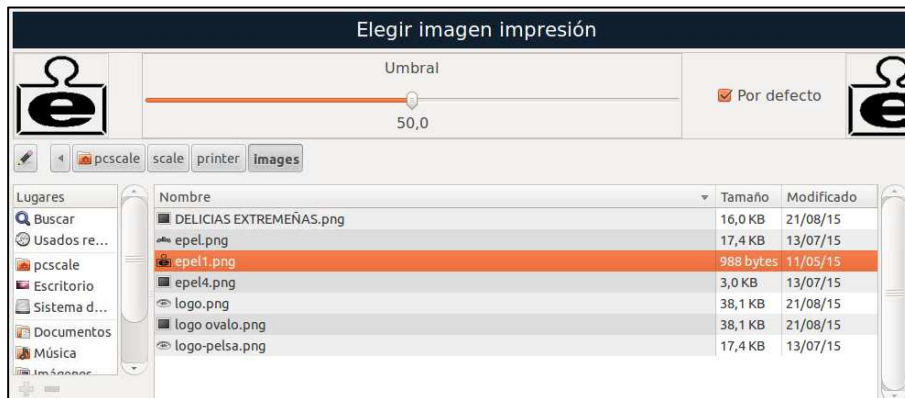 Elegir imagen impresión
e
Umbral
50,0
Por defecto
e
pcscale scale printer images
Lugares
Buscar
Usados re...
pcscale
Escritorio
Sistema d...
Documentos
Música
Imágenes
Nombre Tamaño Modificado
DELICIAS EXTREMEÑAS.png 16,0 KB 21/08/15
epel.png 17,4 KB 13/07/15
epel1.png 988 bytes 11/05/15
epel4.png 3,0 KB 13/07/15
logo.png 38,1 KB 21/08/15
logo ovalo.png 38,1 KB 21/08/15
logo-pelsa.png 17,4 KB 13/07/15